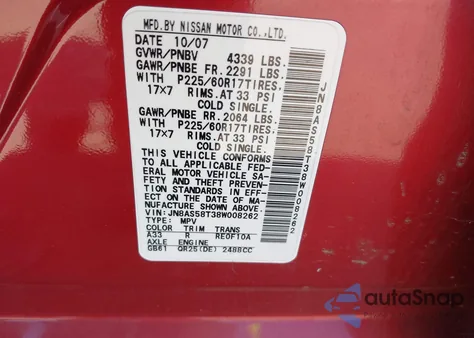 MFD.BY NISSAN MOTOR CO.,LTD.
DATE 10/07
GVWR/PNBV 4339 LBS.
GAWR/PNBE FR. 2291 LBS.
WITH P225/60R17TIRES,
17x7 RIMS.AT 33 PSI
COLD SINGLE.
GAWR/PNBE RR. 2064 LBS.
WITH P225/60R17TIRES,
17x7 RIMS.AT 33 PSI
COLD SINGLE.
THIS VEHICLE CONFORMS
TO ALL APPLICABLE FED-
ERAL MOTOR VEHICLE SA-
FETY AND THEFT PREV-
ENTION STANDARDS IN EFF-
ECT ON THE DATE OF MA-
NUFACTURE SHOWN ABOVE.
VIN:JN8AS58T38W008262
TYPE: MPV
COLOR TRIM TRANS
A33 R RE0F10A
AXLE ENGINE
GB61 QR25(DE) 2488CC
JN8AS58T38W008262
autoSnap